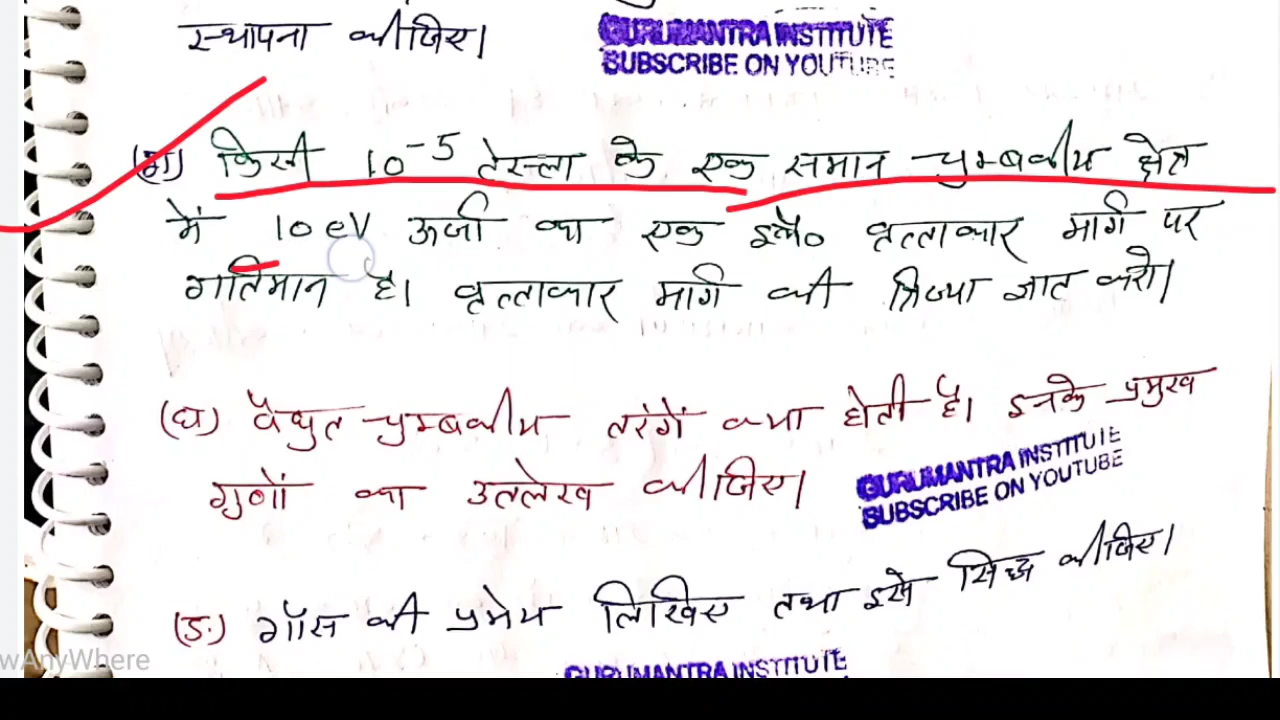 स्थापना कीजिए।
GURUMANTRA INSTITUTE
SUBSCRIBE ON YOUTUBE
(ग) किसी 10⁻⁵ टेस्ला के एक समान चुम्बकीय क्षेत्र
में 10 eV ऊर्जा का एक इले० वृत्ताकार मार्ग पर
गतिमान है। वृत्ताकार मार्ग की त्रिज्या ज्ञात करो।
(घ) वैधुत चुम्बकीय तरंगें क्या होती है। इनके प्रमुख
गुणों का उल्लेख कीजिए।
GURUMANTRA INSTITUTE
SUBSCRIBE ON YOUTUBE
(ङ) गॉस की प्रमेय लिखिए तथा इसे सिद्ध कीजिए।
wAnyWhere
GURUMANTRA INSTITUTE